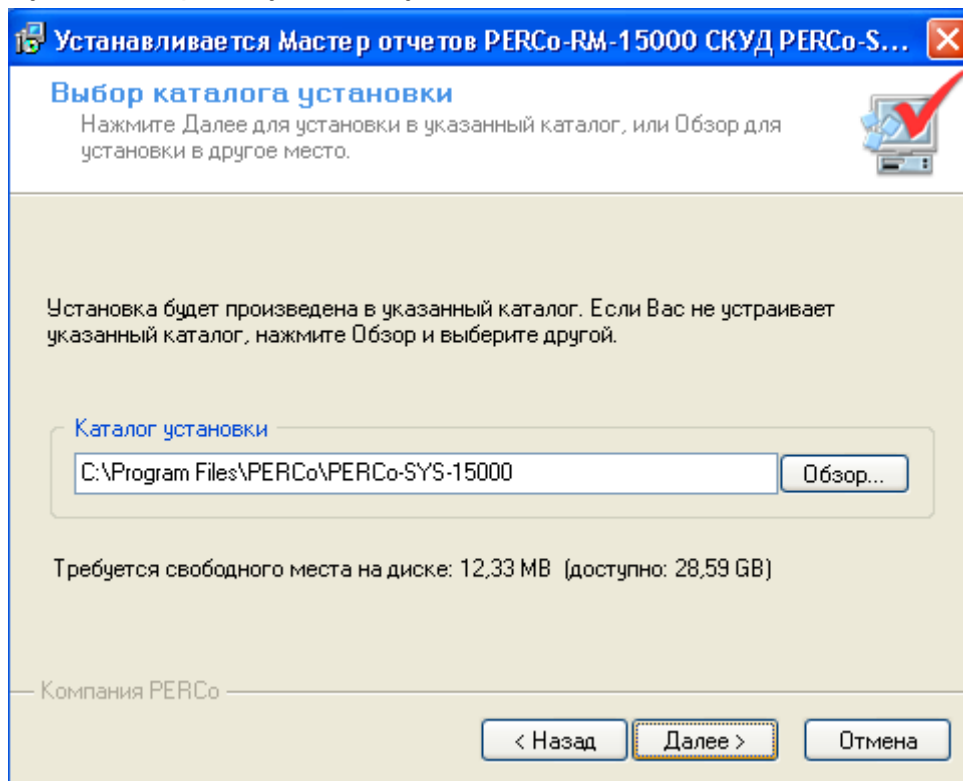 Устанавливается Мастер отчетов PERCo-RM-15000 СКУД PERCo-S...
Выбор каталога установки
Нажмите Далее для установки в указанный каталог, или Обзор для
установки в другое место.
Установка будет произведена в указанный каталог. Если Вас не устраивает
указанный каталог, нажмите Обзор и выберите другой.
Каталог установки
C:\Program Files\PERCo\PERCo-SYS-15000
Обзор...
Требуется свободного места на диске: 12,33 MB (доступно: 28,59 GB)
Компания PERCo
< Назад
Далее >
Отмена